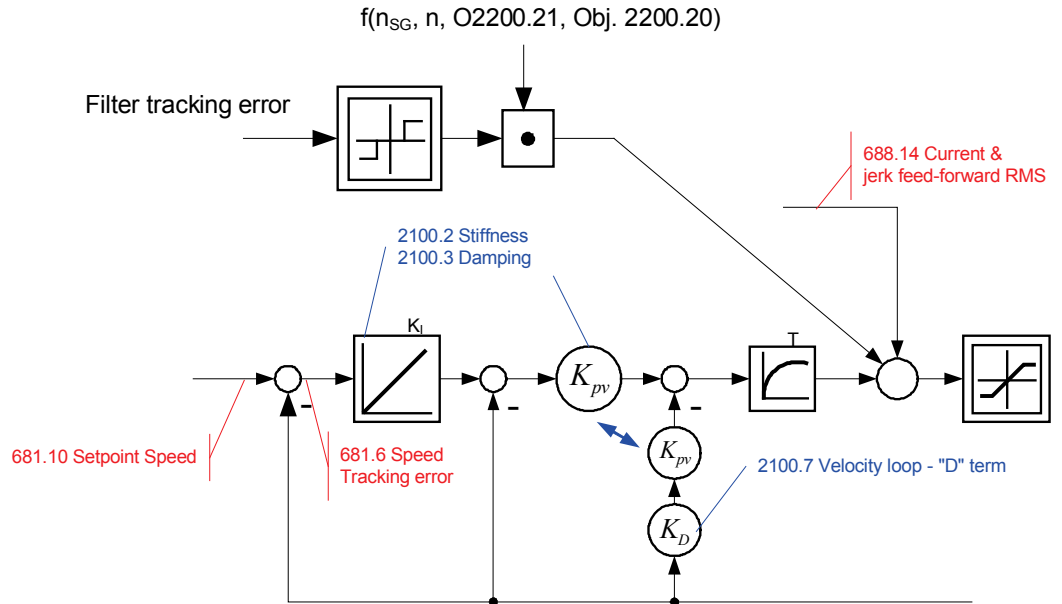 f(nSG, n, O2200.21, Obj. 2200.20)
Filter tracking error
688.14 Current &
jerk feed-forward RMS
2100.2 Stiffness
2100.3 Damping
KI
T
Kpv
-
-
-
681.10 Setpoint Speed
681.6 Speed
Tracking error
Kpv
2100.7 Velocity loop - "D" term
KD